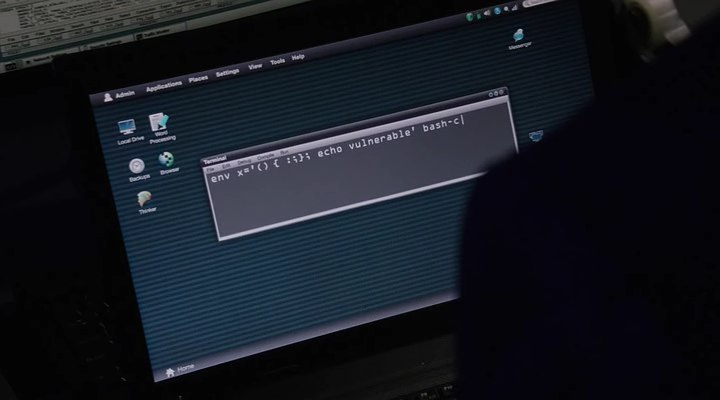 Admin Applications Places Settings View Tools Help
Messenger
Local Drive
Word
Processing
Backups
Browser
Thinker
Terminal
env x='() { :;}; echo vulnerable' bash-c
Home